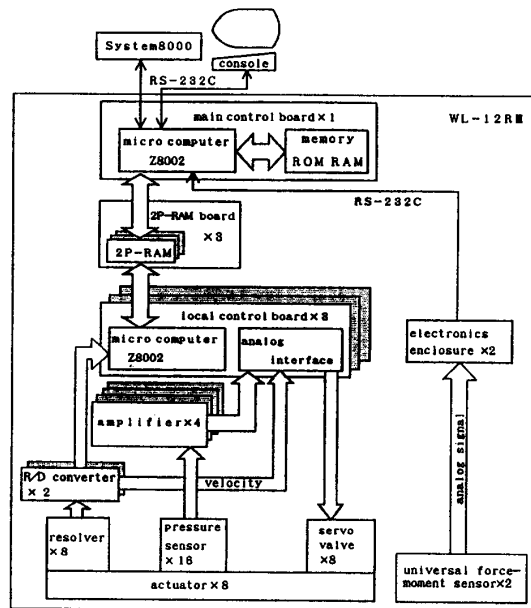 System8000
console
RS-232C
WL-12RⅢ
main control board×1
micro computer
Z8002
memory
ROM RAM
RS-232C
2P-RAM board
×3
2P-RAM
local control board×3
micro computer
Z8002
analog
interface
electronics
enclosure×2
amplifier×4
analog signal
R/D converter
×2
velocity
resolver
×8
pressure
sensor
×16
servo
valve
×8
actuator×8
universal force-
moment sensor×2